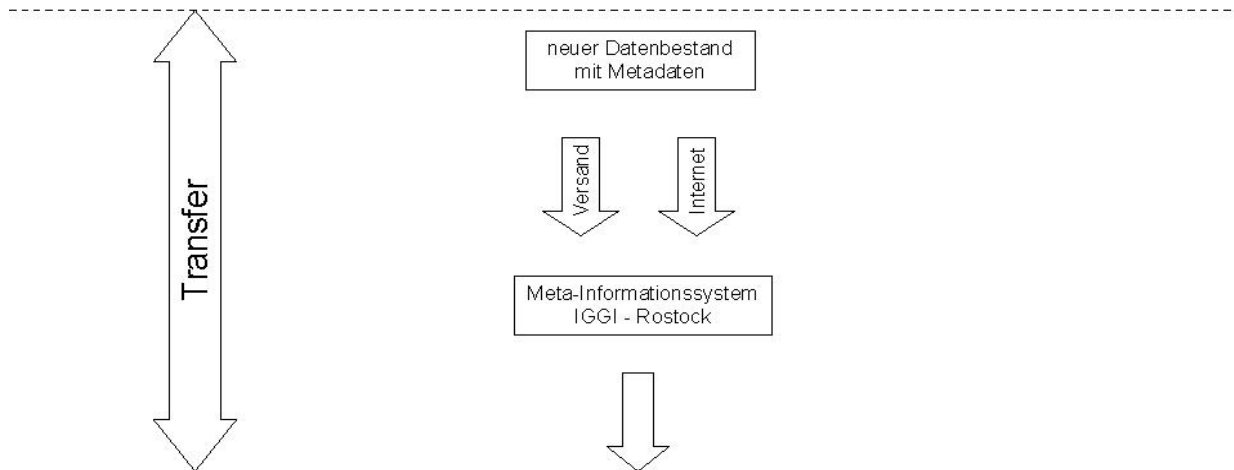 neuer Datenbestand
mit Metadaten
Versand
Internet
Transfer
Meta-Informationssystem
IGGI - Rostock